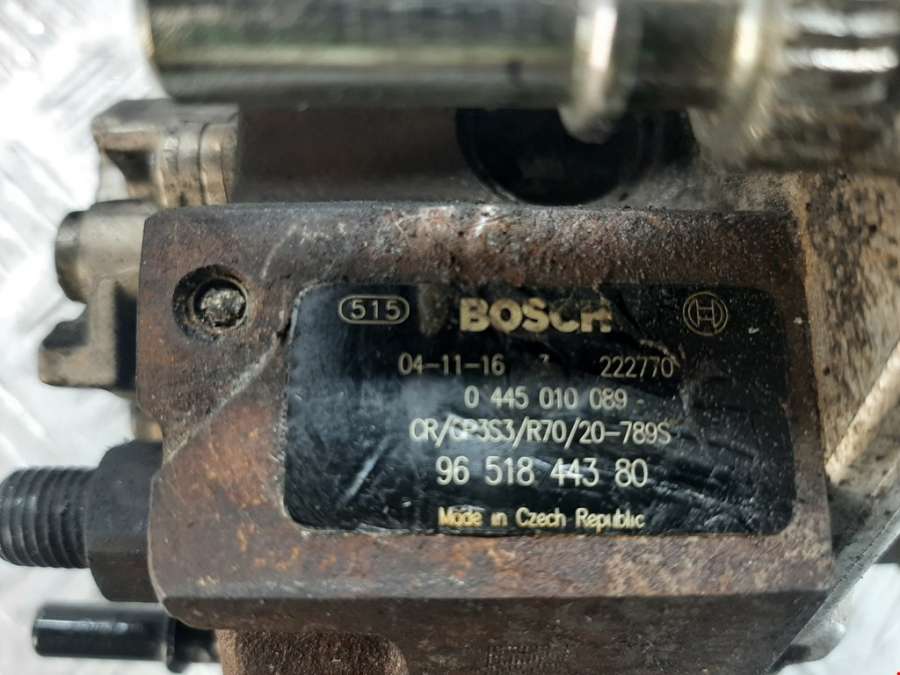 515 BOSCH
04-11-16 222770
0 445 010 089
CR/CP3S3/R70/20-789S
96 518 443 80
Made in Czech Republic